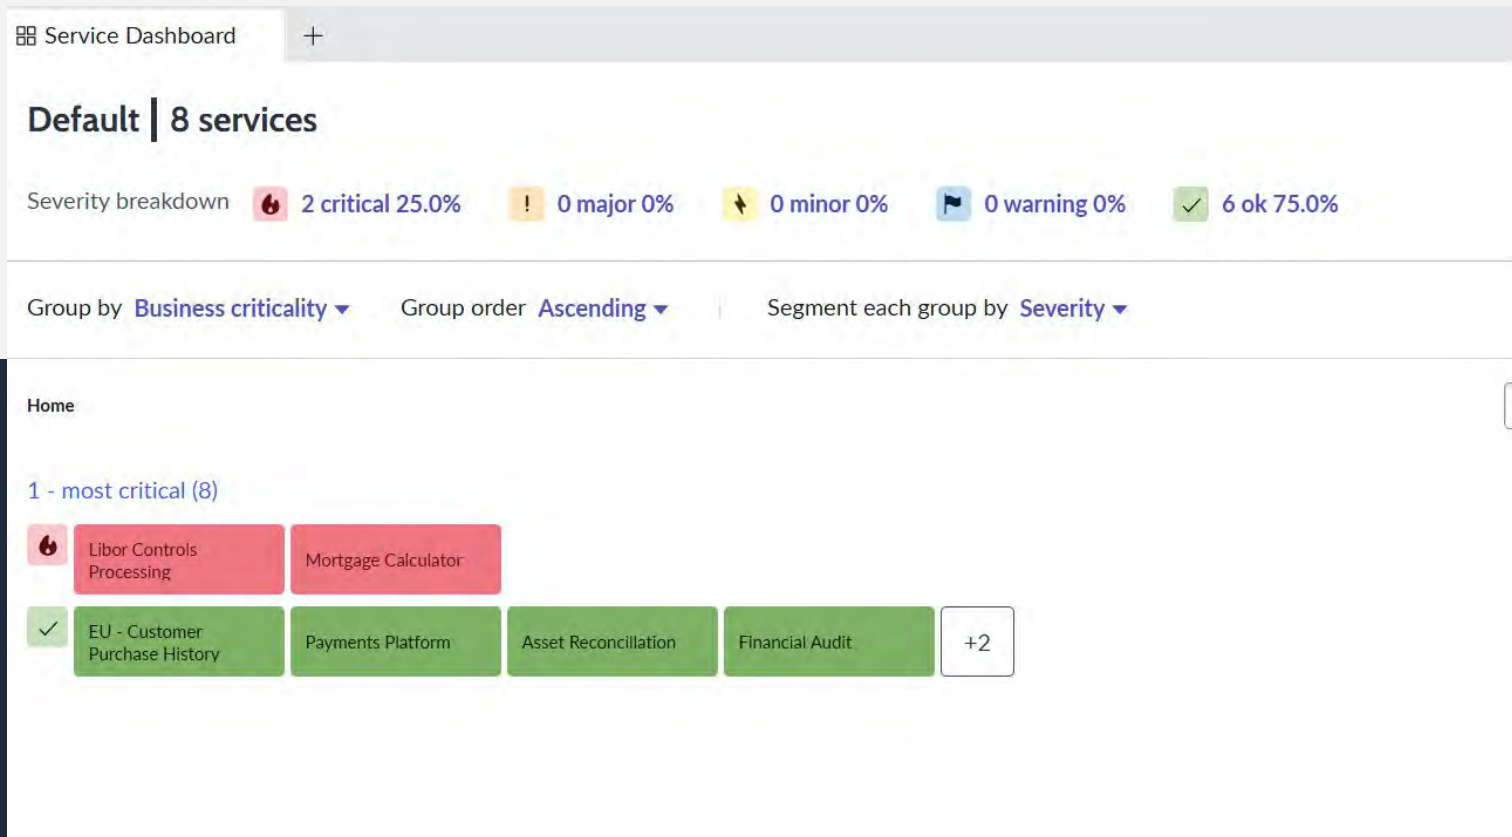 Service Dashboard
Default | 8 services
Severity breakdown 2 critical 25.0% ! 0 major 0% 0 minor 0% 0 warning 0% 6 ok 75.0%
Group by Business criticality Group order Ascending Segment each group by Severity
Home
1 - most critical (8)
Libor Controls
Processing
Mortgage Calculator
EU - Customer
Purchase History
Payments Platform
Asset Reconcillation
Financial Audit
+2